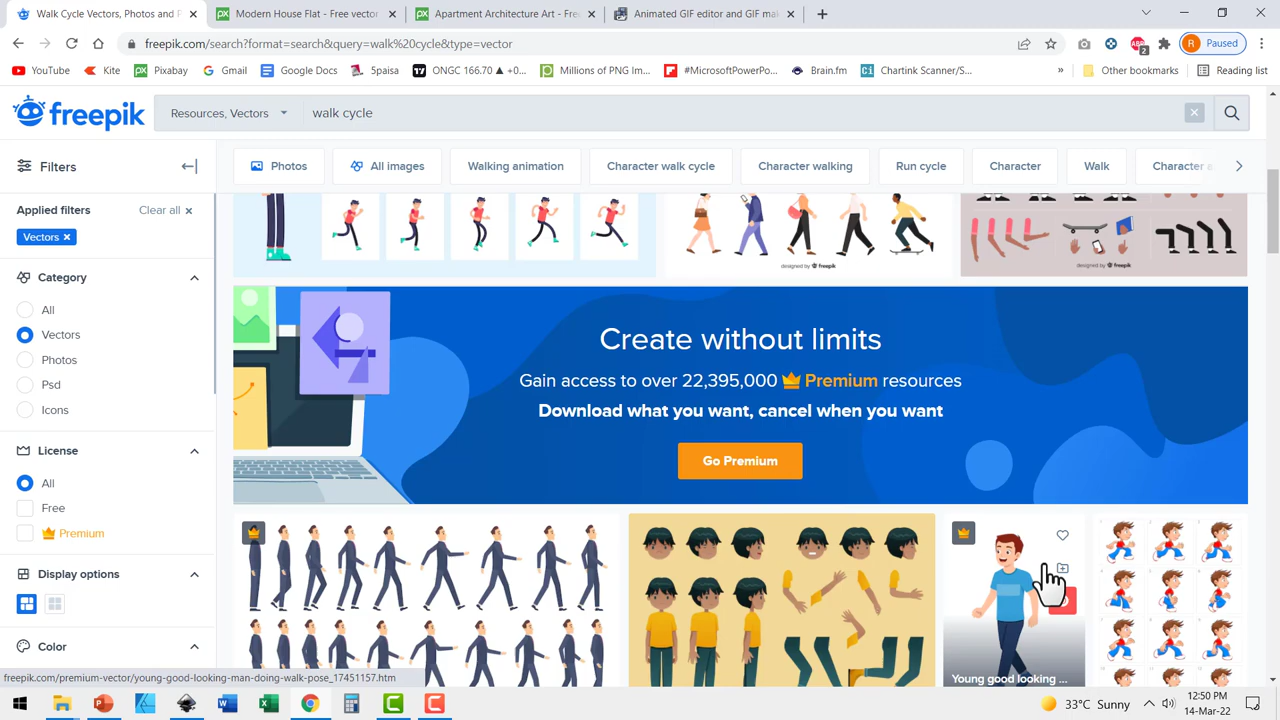 Walk Cycle Vectors, Photos and P
Modern House Flat - Free vector
Apartment Architecture Art - Free
Animated GIF editor and GIF mak
freepik.com/search?format=search&query=walk%20cycle&type=vector
2
R
Paused
YouTube
Kite
Pixabay
Gmail
Google Docs
5paisa
ONGC 166.70 ▲ +0...
Millions of PNG Ima...
#MicrosoftPowerPo...
Brain.fm
Chartink Scanner/S...
»
Other bookmarks
Reading list
freepik
Resources, Vectors
walk cycle
Filters
Photos
All images
Walking animation
Character walk cycle
Character walking
Run cycle
Character
Walk
Character a
Applied filters
Clear all ×
Vectors ×
Category
All
Vectors
Photos
Psd
Icons
License
All
Free
Premium
Display options
Color
designed by freepik
designed by freepik
Create without limits
Gain access to over 22,395,000 Premium resources
Download what you want, cancel when you want
Go Premium
Young good looking ...
freepik.com/premium-vector/young-good-looking-man-doing-walk-pose_17451157.htm
33°C Sunny
12:50 PM
14-Mar-22